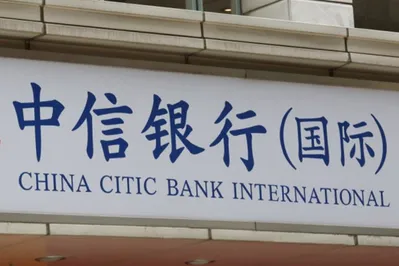 中信银行(国际)
CHINA CITIC BANK INTERNATIONAL